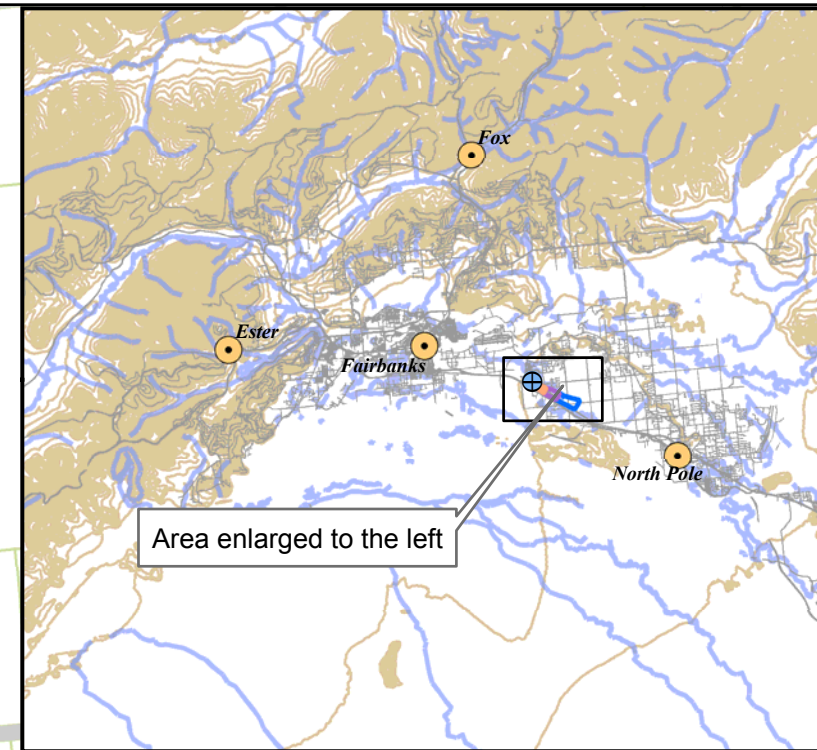 Fox
Ester
Fairbanks
North Pole
Area enlarged to the left